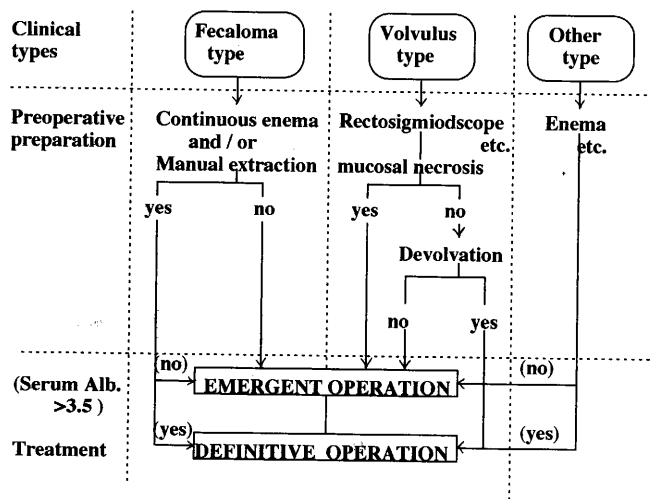 Clinical
types
Fecaloma
type
Volvulus
type
Other
type
Preoperative
preparation
Continuous enema
and / or
Manual extraction
yes
no
Rectosigmiodscope
etc.
mucosal necrosis
yes
no
Devolvation
no
yes
Enema
etc.
(Serum Alb.
>3.5 )
(no)
EMERGENT OPERATION
(no)
Treatment
(yes)
DEFINITIVE OPERATION
(yes)